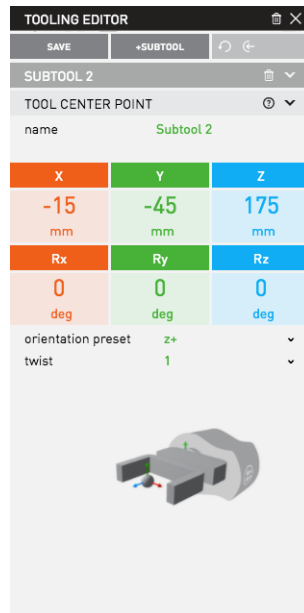 TOOLING EDITOR
SAVE +SUBTOOL
SUBTOOL 2
TOOL CENTER POINT
name Subtool 2
X Y Z
-15 -45 175
mm mm mm
Rx Ry Rz
0 0 0
deg deg deg
orientation preset z+
twist 1